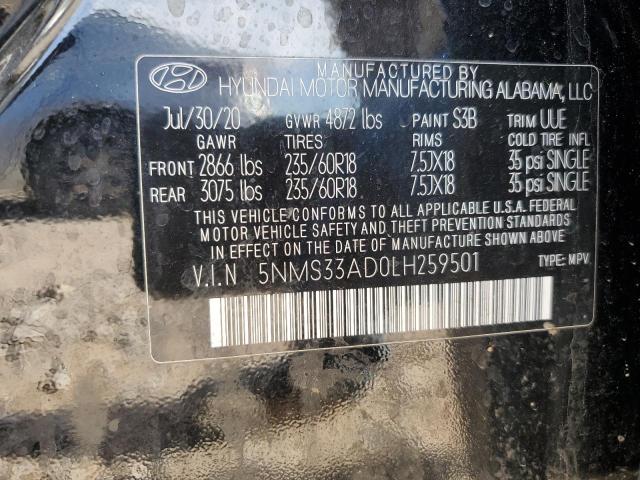 MANUFACTURED BY
HYUNDAI MOTOR MANUFACTURING ALABAMA, LLC
Jul/30/20 GVWR 4872 lbs PAINT S3B TRIM UUE
GAWR TIRES RIMS COLD TIRE INFL
FRONT 2866 lbs 235/60R18 7.5JX18 35 psi SINGLE
REAR 3075 lbs 235/60R18 7.5JX18 35 psi SINGLE
THIS VEHICLE CONFORMS TO ALL APPLICABLE U.S.A. FEDERAL
MOTOR VEHICLE SAFETY AND THEFT PREVENTION STANDARDS
IN EFFECT ON THE DATE OF MANUFACTURE SHOWN ABOVE.
V.I.N 5NMS33AD0LH259501 TYPE: MPV